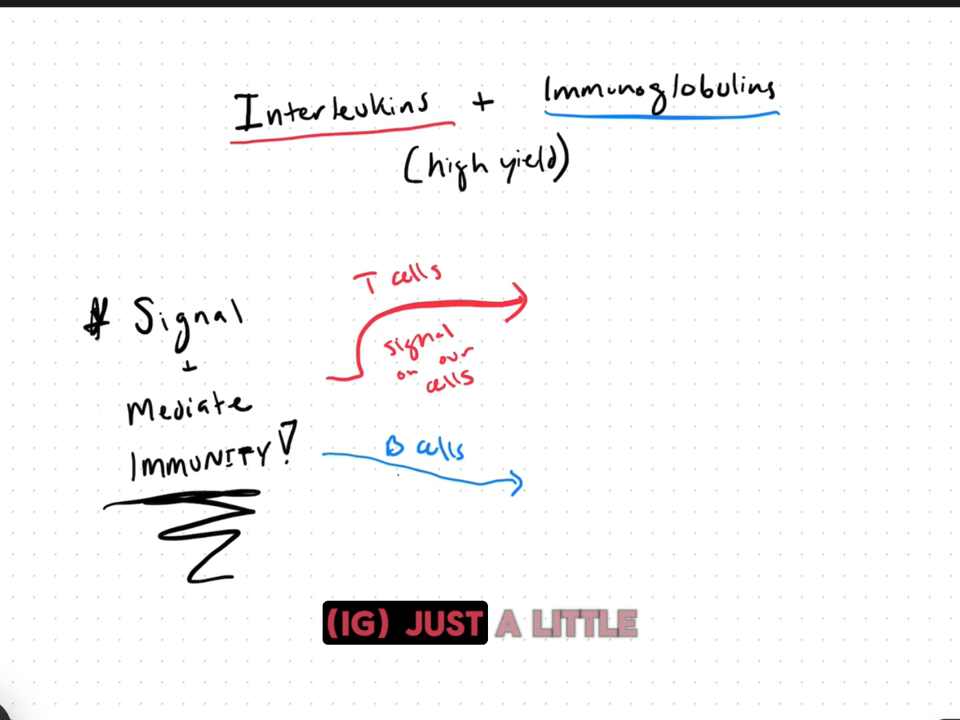 Interleukins + Immunoglobulins
(high yield)
* Signal
+
Mediate
IMMUNITY!
T cells
signal
on our
cells
B cells
(IG) JUST A LITTLE